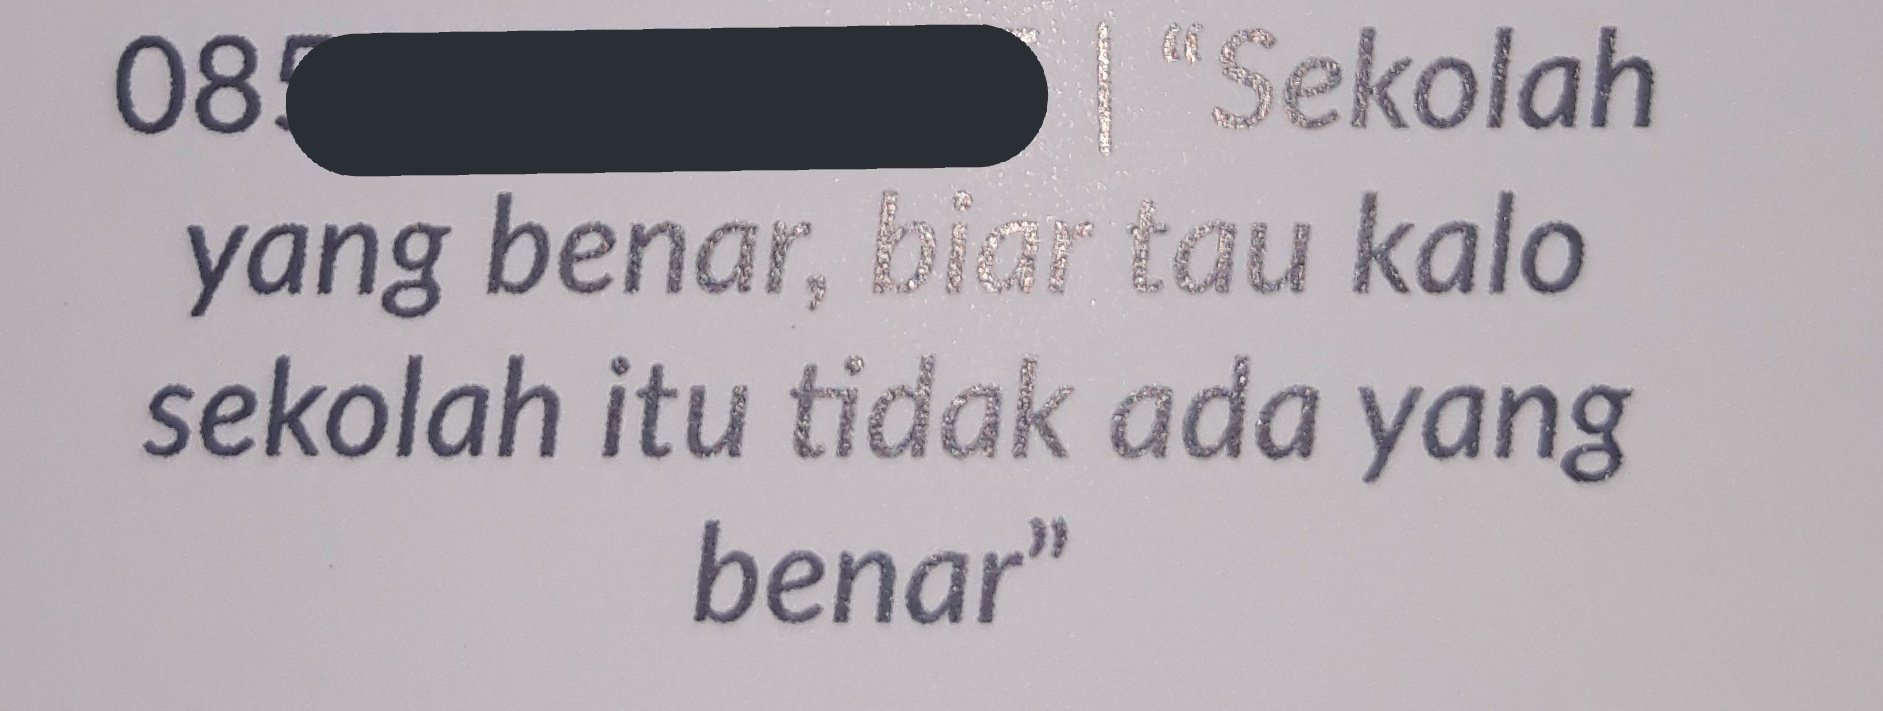 085 | “Sekolah
yang benar, biar tau kalo
sekolah itu tidak ada yang
benar”